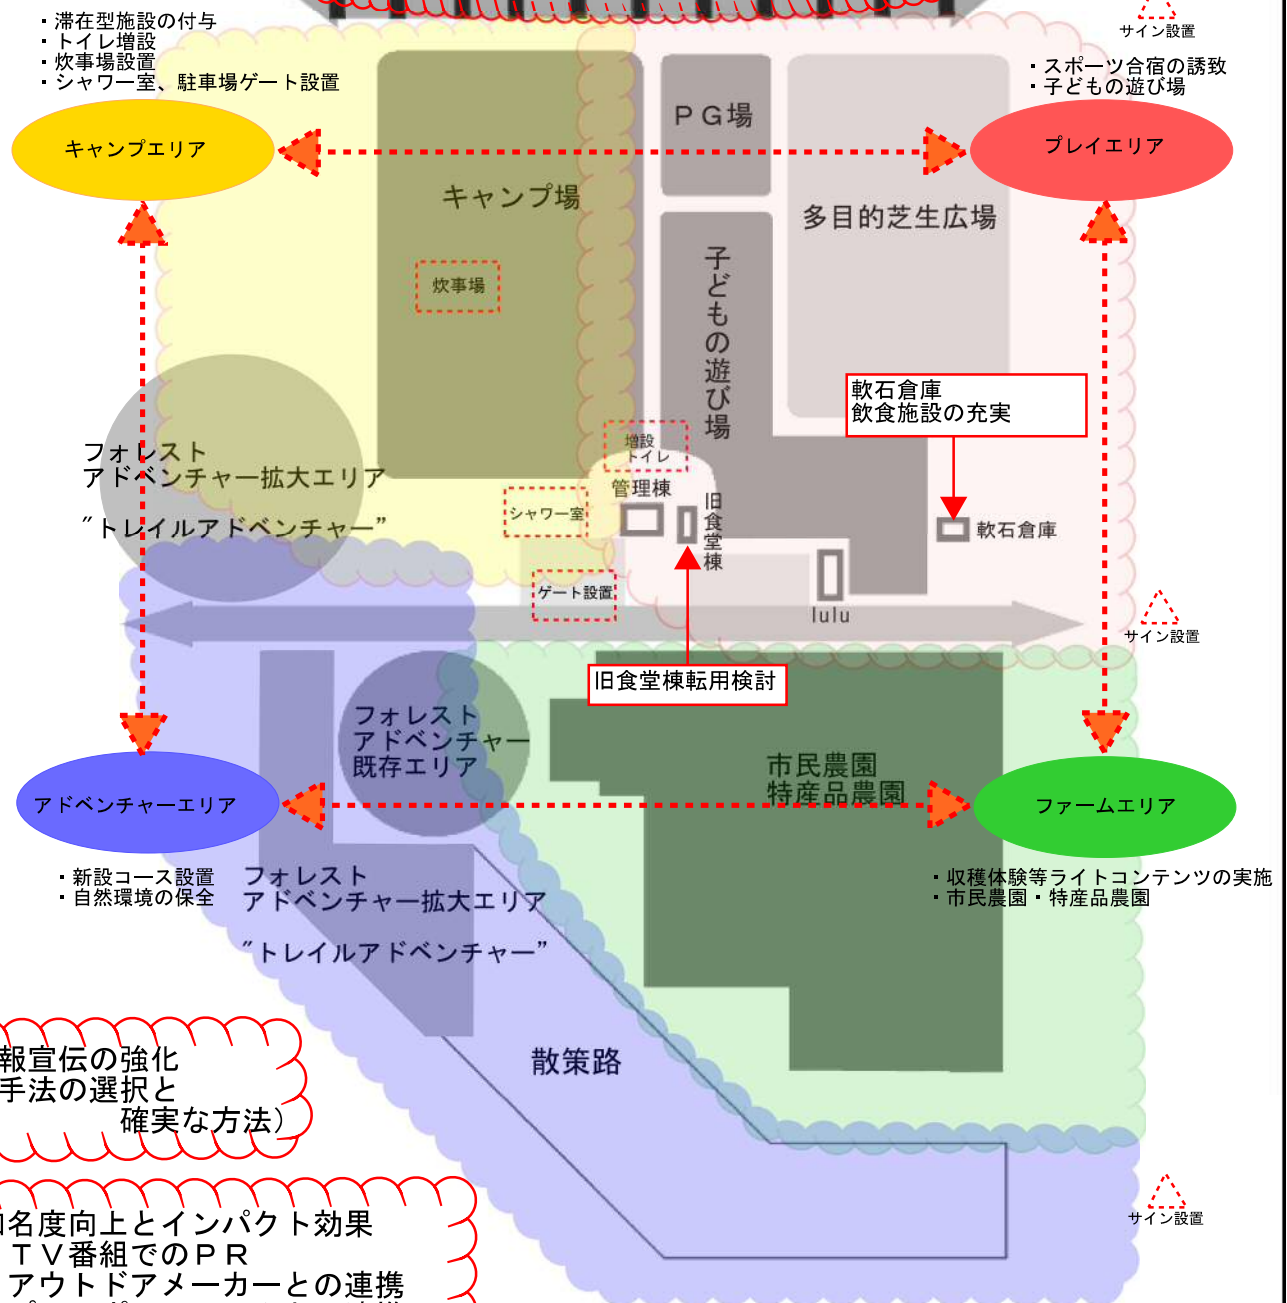 ・滞在型施設の付与
・トイレ増設
・炊事場設置
・シャワー室、駐車場ゲート設置
サイン設置
・スポーツ合宿の誘致
・子どもの遊び場
キャンプエリア
プレイエリア
ＰＧ場
キャンプ場
多目的芝生広場
子どもの遊び場
炊事場
軟石倉庫
飲食施設の充実
フォレスト
アドベンチャー拡大エリア
"トレイルアドベンチャー”
増設
トイレ
管理棟
旧食堂棟
シャワー室
軟石倉庫
ゲート設置
lulu
サイン設置
旧食堂棟転用検討
フォレスト
アドベンチャー
既存エリア
市民農園
特産品農園
アドベンチャーエリア
ファームエリア
・新設コース設置
・自然環境の保全
フォレスト
アドベンチャー拡大エリア
"トレイルアドベンチャー”
・収穫体験等ライトコンテンツの実施
・市民農園・特産品農園
散策路
報宣伝の強化
手法の選択と
確実な方法）
サイン設置
名度向上とインパクト効果
ＴＶ番組でのＰＲ
アウトドアメーカーとの連携